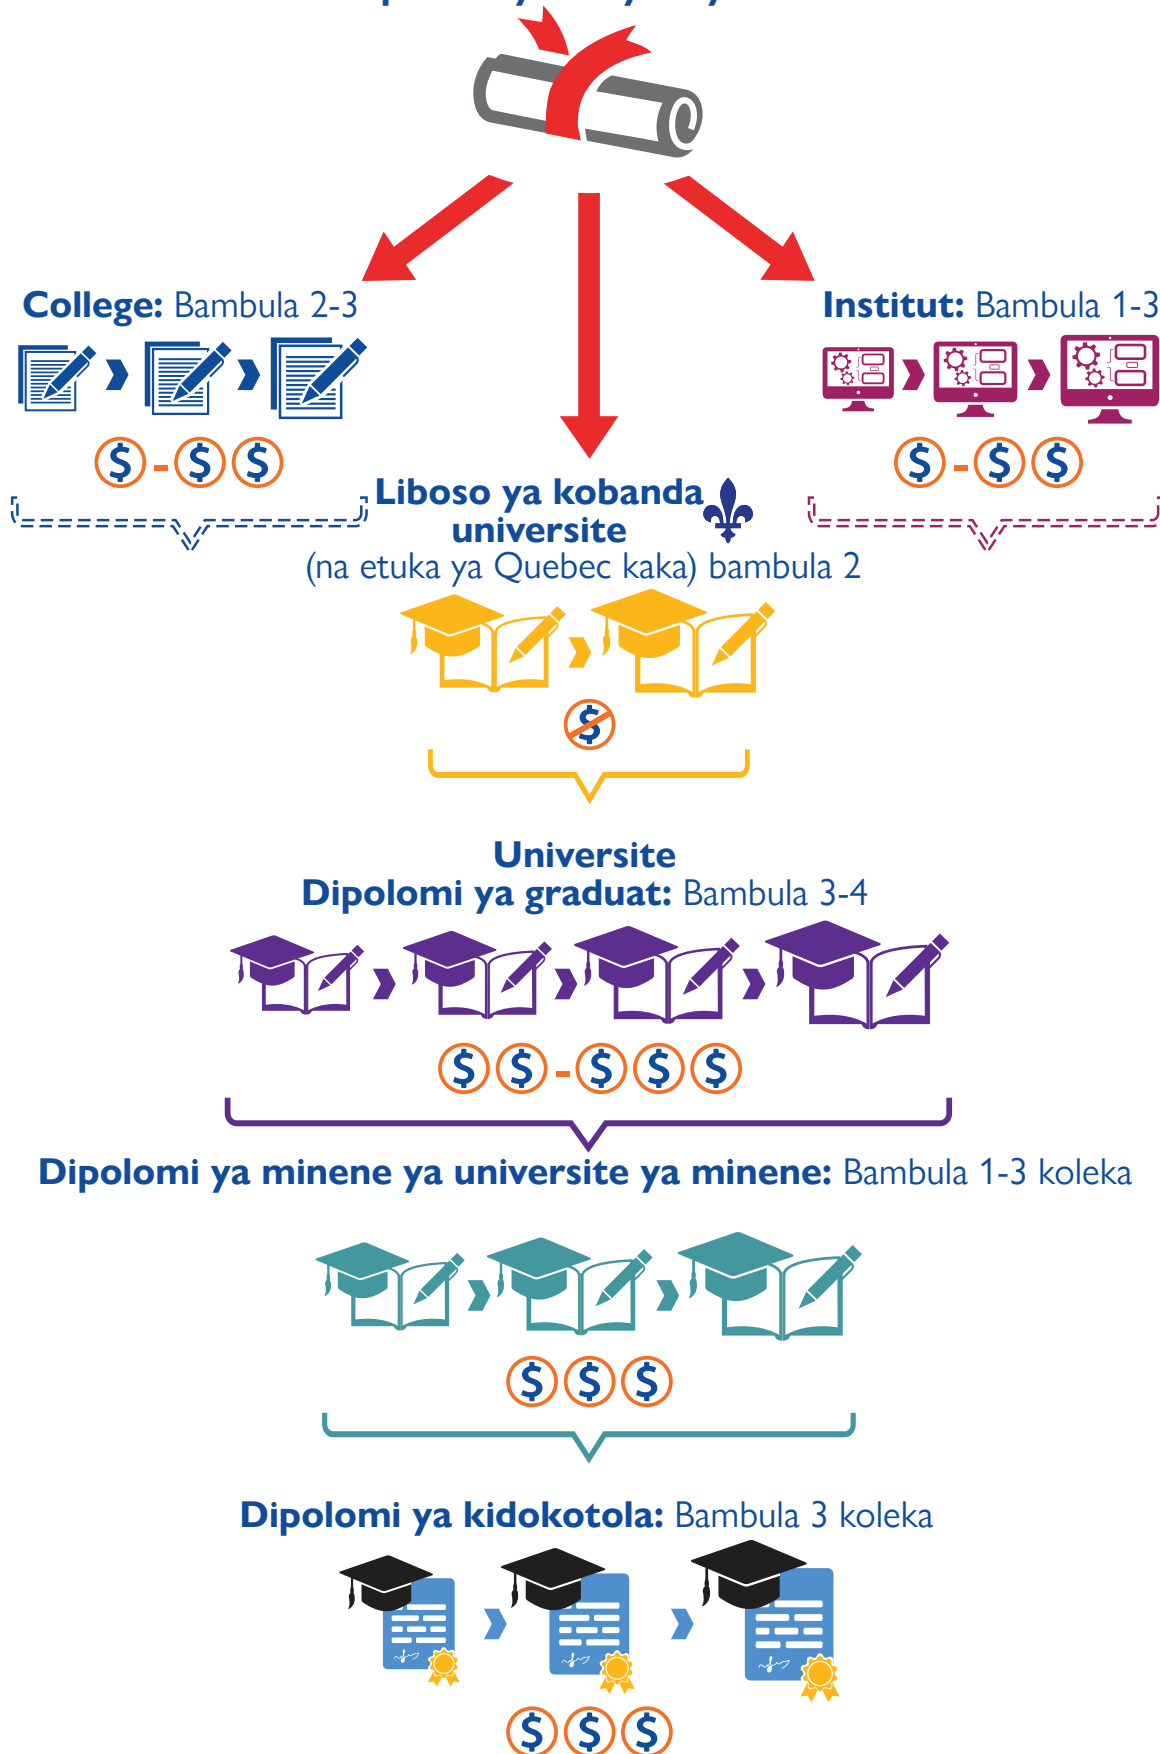 College: Bambula 2-3
Institut: Bambula 1-3
$ - $ $
$ - $ $
Liboso ya kobanda
universite
(na etuka ya Quebec kaka) bambula 2
$
Universite
Dipolomi ya graduat: Bambula 3-4
$ $ - $ $ $
Dipolomi ya minene ya universite ya minene: Bambula 1-3 koleka
$ $ $
Dipolomi ya kidokotola: Bambula 3 koleka
$ $ $